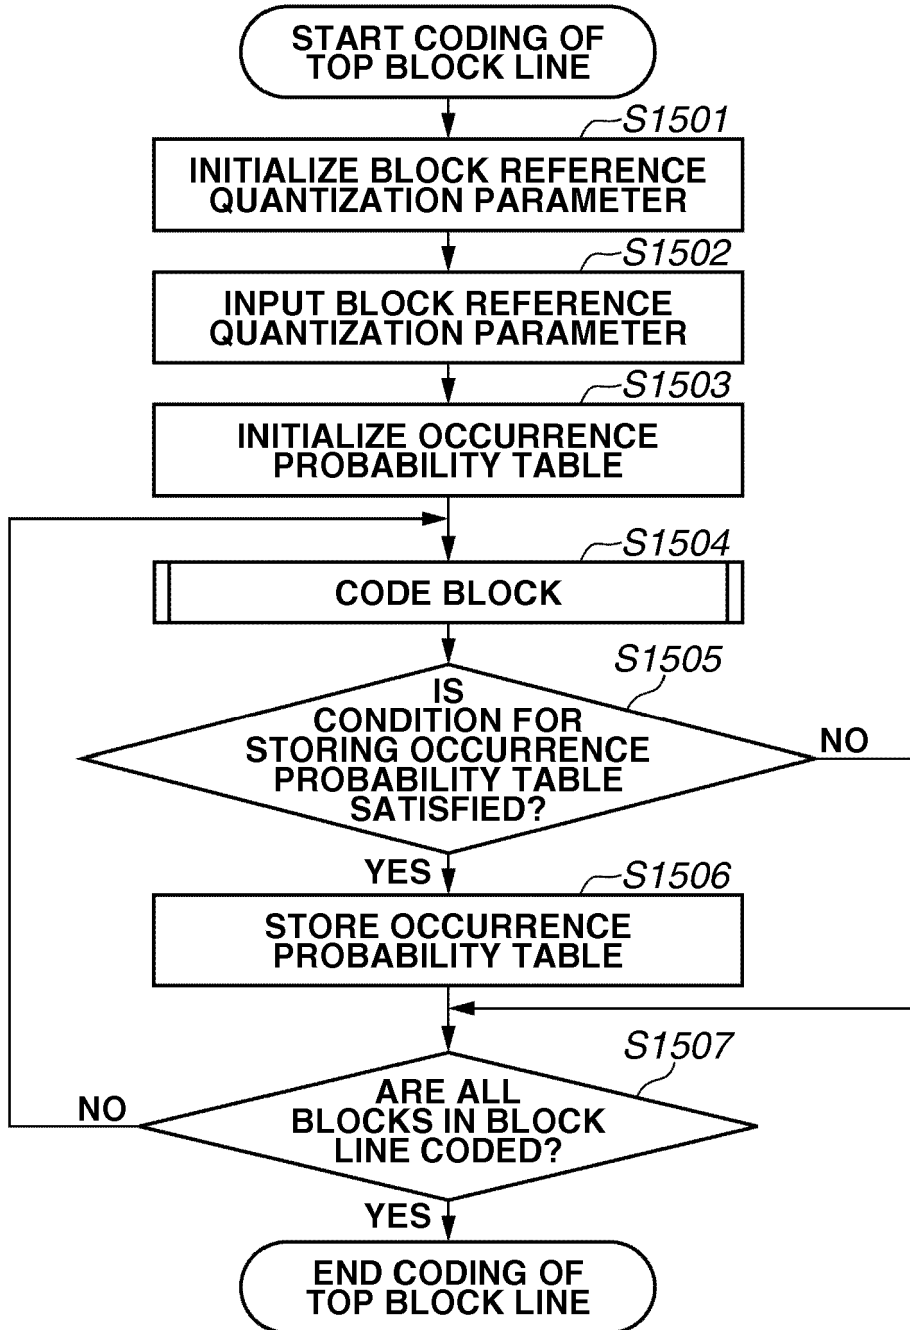 START CODING OF
TOP BLOCK LINE
S1501
INITIALIZE BLOCK REFERENCE
QUANTIZATION PARAMETER
S1502
INPUT BLOCK REFERENCE
QUANTIZATION PARAMETER
S1503
INITIALIZE OCCURRENCE
PROBABILITY TABLE
S1504
CODE BLOCK
S1505
IS
CONDITION FOR
STORING OCCURRENCE
PROBABILITY TABLE
SATISFIED?
NO
YES
S1506
STORE OCCURRENCE
PROBABILITY TABLE
S1507
ARE ALL
BLOCKS IN BLOCK
LINE CODED?
NO
YES
END CODING OF
TOP BLOCK LINE